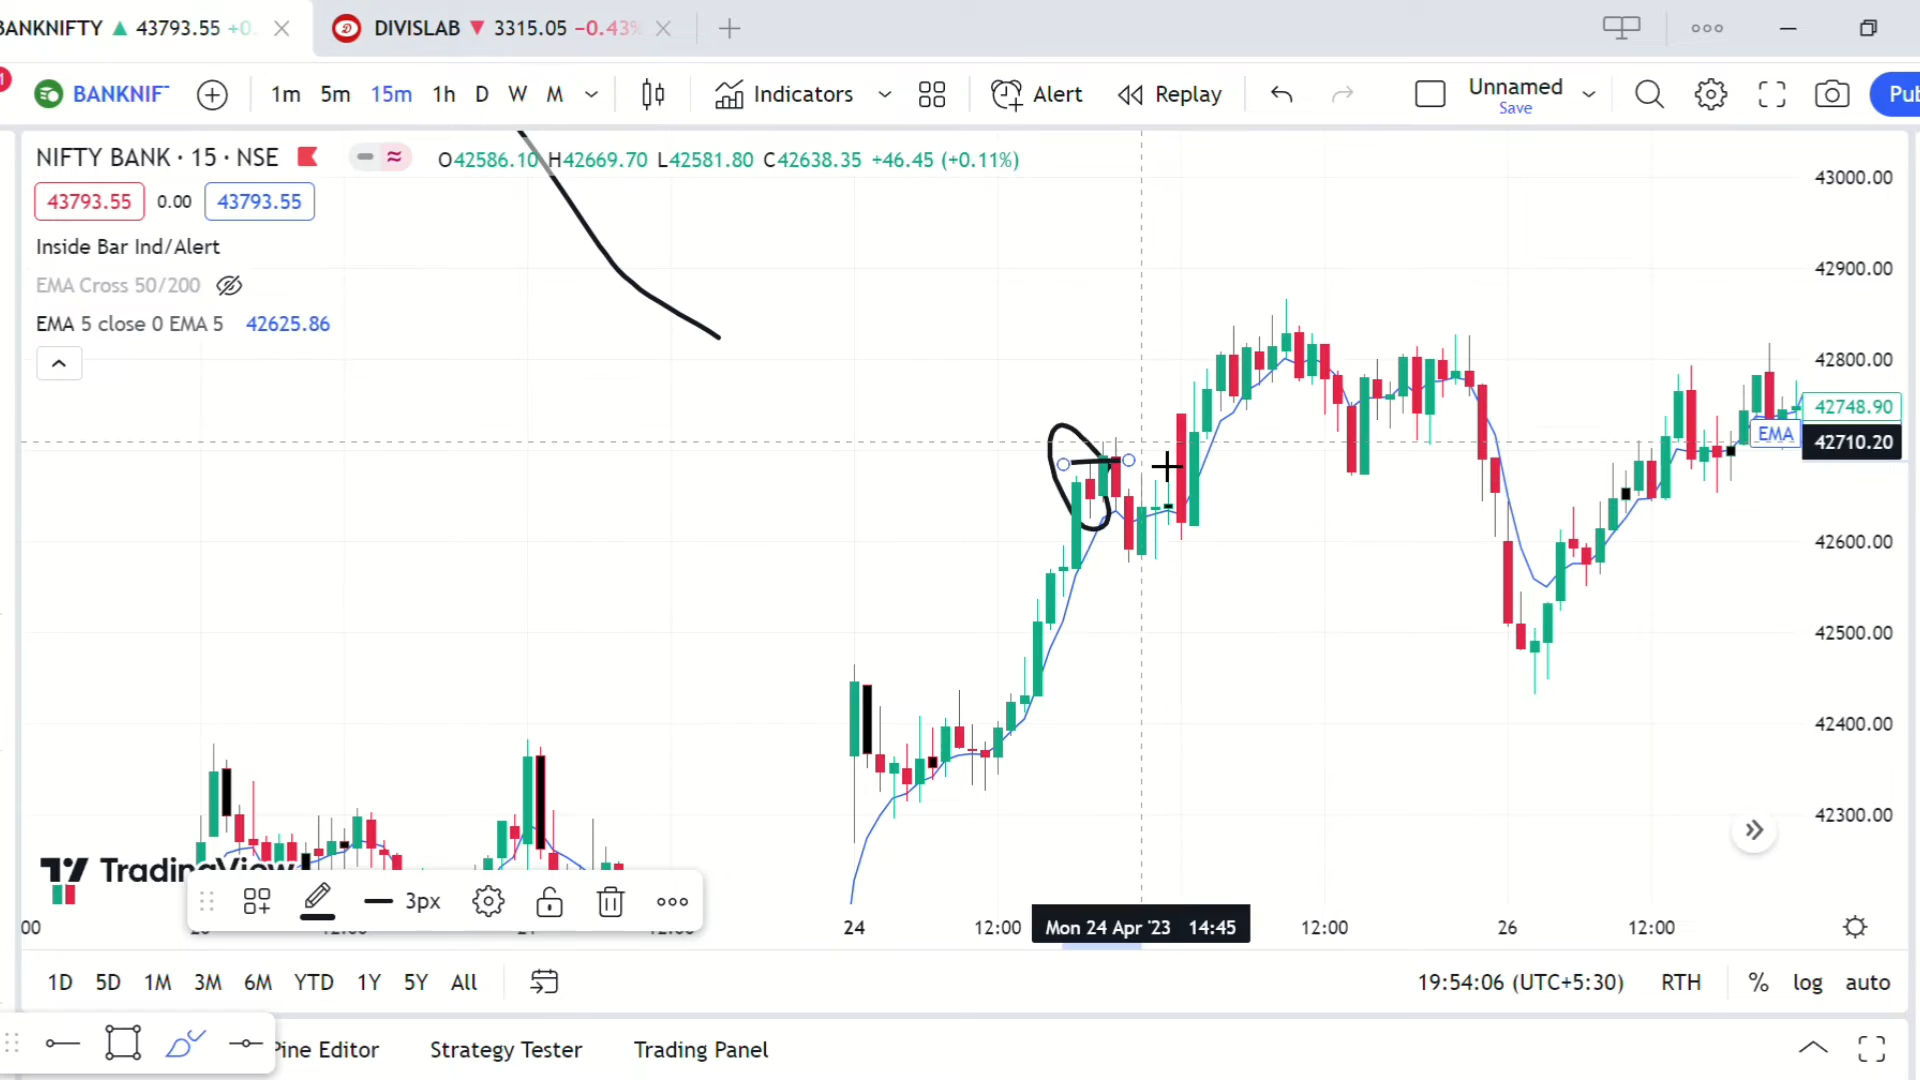 BANKNIFTY ▲ 43793.55 +0.
DIVISLAB ▼ 3315.05 −0.43%
BANKNIF
1m 5m 15m 1h D W M
Indicators
Alert
Replay
Unnamed
Save
Pub
NIFTY BANK · 15 · NSE
O42586.10 H42669.70 L42581.80 C42638.35 +46.45 (+0.11%)
43793.55 0.00 43793.55
Inside Bar Ind/Alert
EMA Cross 50/200
EMA 5 close 0 EMA 5 42625.86
43000.00
42900.00
42800.00
42748.90
EMA
42710.20
42600.00
42500.00
42400.00
42300.00
TradingView
3px
00
24 12:00
Mon 24 Apr '23 14:45
12:00 26 12:00
1D 5D 1M 3M 6M YTD 1Y 5Y All
19:54:06 (UTC+5:30) RTH % log auto
Pine Editor Strategy Tester Trading Panel